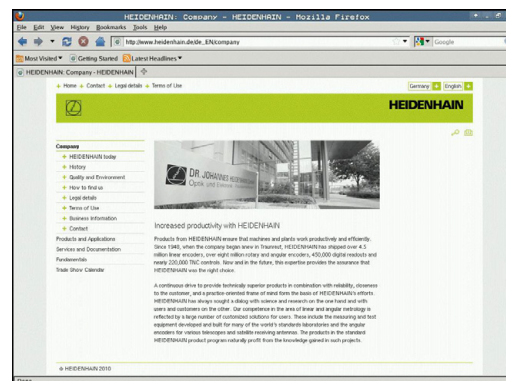 HEIDENHAIN: Company - HEIDENHAIN - Mozilla Firefox
File Edit View History Bookmarks Tools Help
http://www.heidenhain.de/de_EN/company
Google
Most Visited Getting Started Latest Headlines
HEIDENHAIN: Company - HEIDENHAIN
Home Contact Legal details Terms of Use
Germany English
HEIDENHAIN
Company
HEIDENHAIN today
History
Quality and Environment
How to find us
Legal details
Terms of Use
Business Information
Contact
Products and Applications
Services and Documentation
Fundamentals
Trade Show Calendar
DR. JOHANNES HEIDENHAIN
Optik und
Increased productivity with HEIDENHAIN
Products from HEIDENHAIN ensure that machines and plants work productively and efficiently.
Since 1948, when the company began anew in Traunreut, HEIDENHAIN has shipped over 4.5
million linear encoders, over eight million rotary and angular encoders, 450,000 digital readouts and
nearly 220,000 TNC controls. Now and in the future, this expertise provides the assurance that
HEIDENHAIN was the right choice.
A continuous drive to provide technically superior products in combination with reliability, closeness
to the customer, and a practice-oriented frame of mind form the basis of HEIDENHAIN's efforts.
HEIDENHAIN has always sought a dialog with science and research on the one hand and with
users and customers on the other. Our competence in the area of linear and angular metrology is
reflected by a large number of customized solutions for users. These include the measuring and test
equipment developed and built for many of the world's standards laboratories and the angular
encoders for various telescopes and satellite receiving antennas. The products in the standard
HEIDENHAIN product program naturally profit from the knowledge gained in such projects.
© HEIDENHAIN 2010
Done